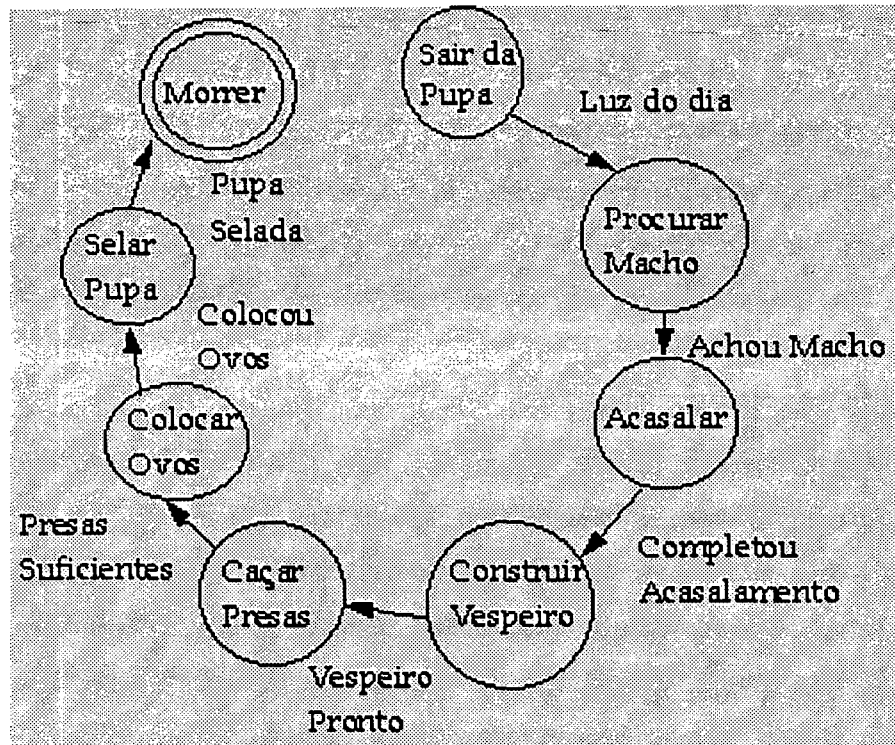 Sair da
Pupa
Luz do dia
Procurar
Macho
Achou Macho
Acasalar
Completou
Acasalamento
Construir
Vespeiro
Vespeiro
Pronto
Caçar
Presas
Presas
Suficientes
Colocar
Ovos
Colocou
Ovos
Selar
Pupa
Pupa
Selada
Morrer